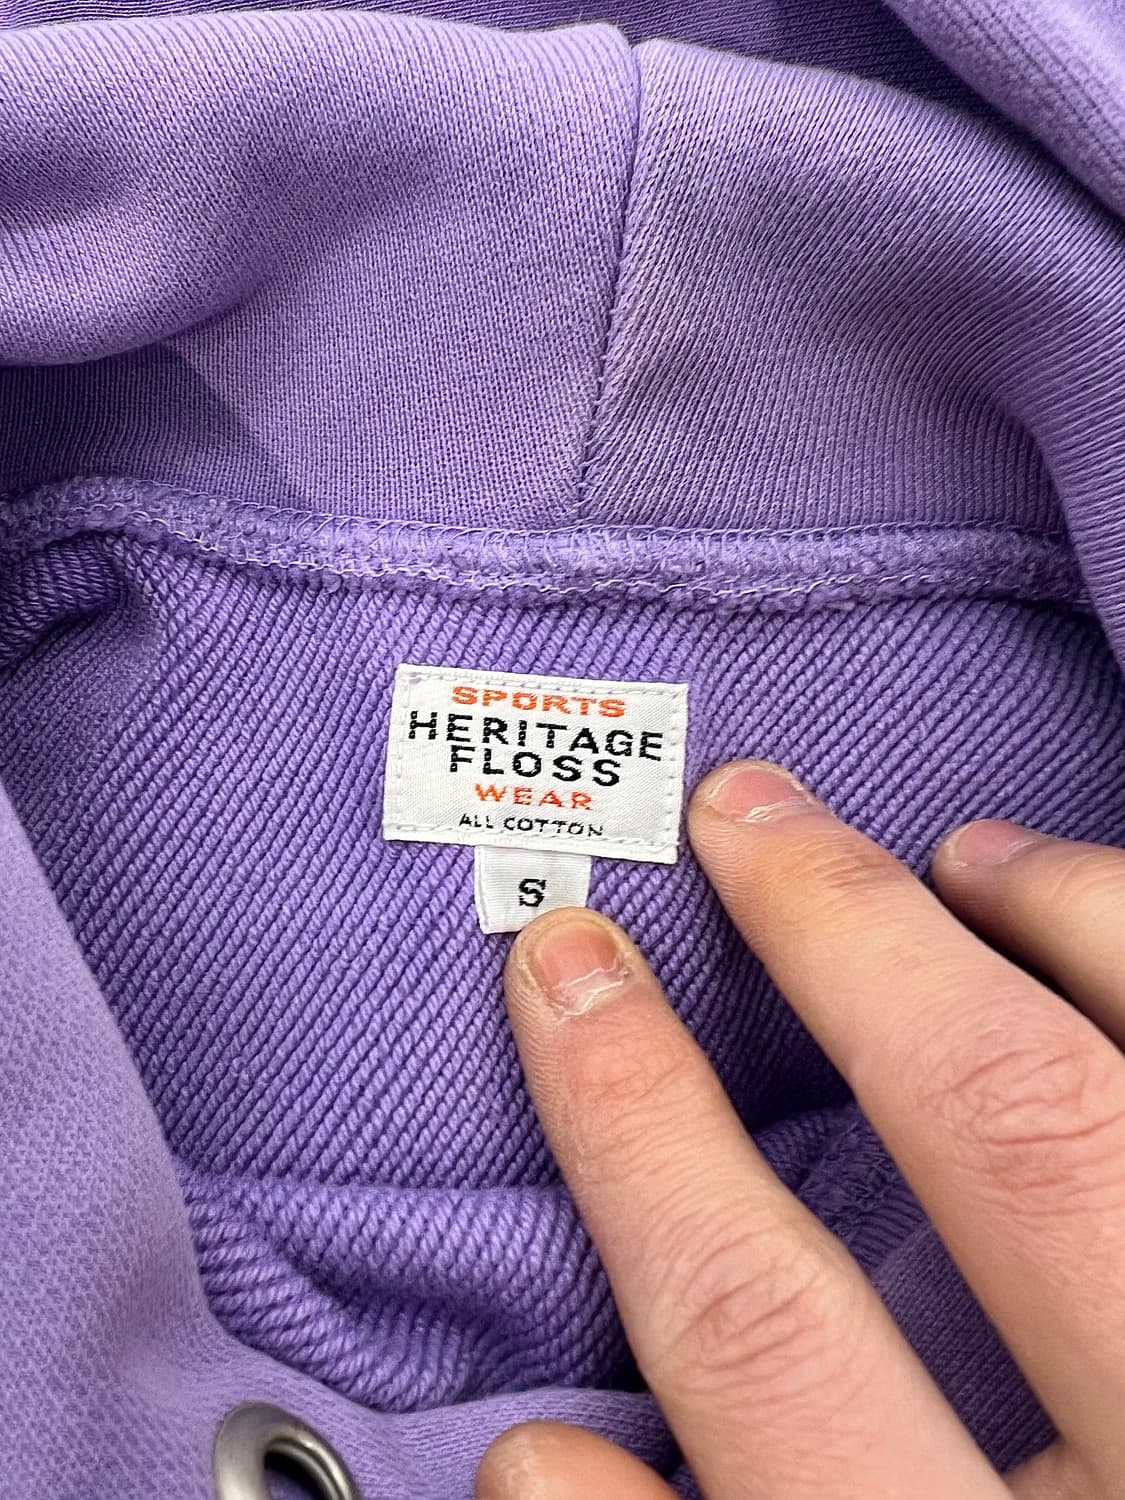 SPORTS
HERITAGE
FLOSS
WEAR
ALL COTTON
S